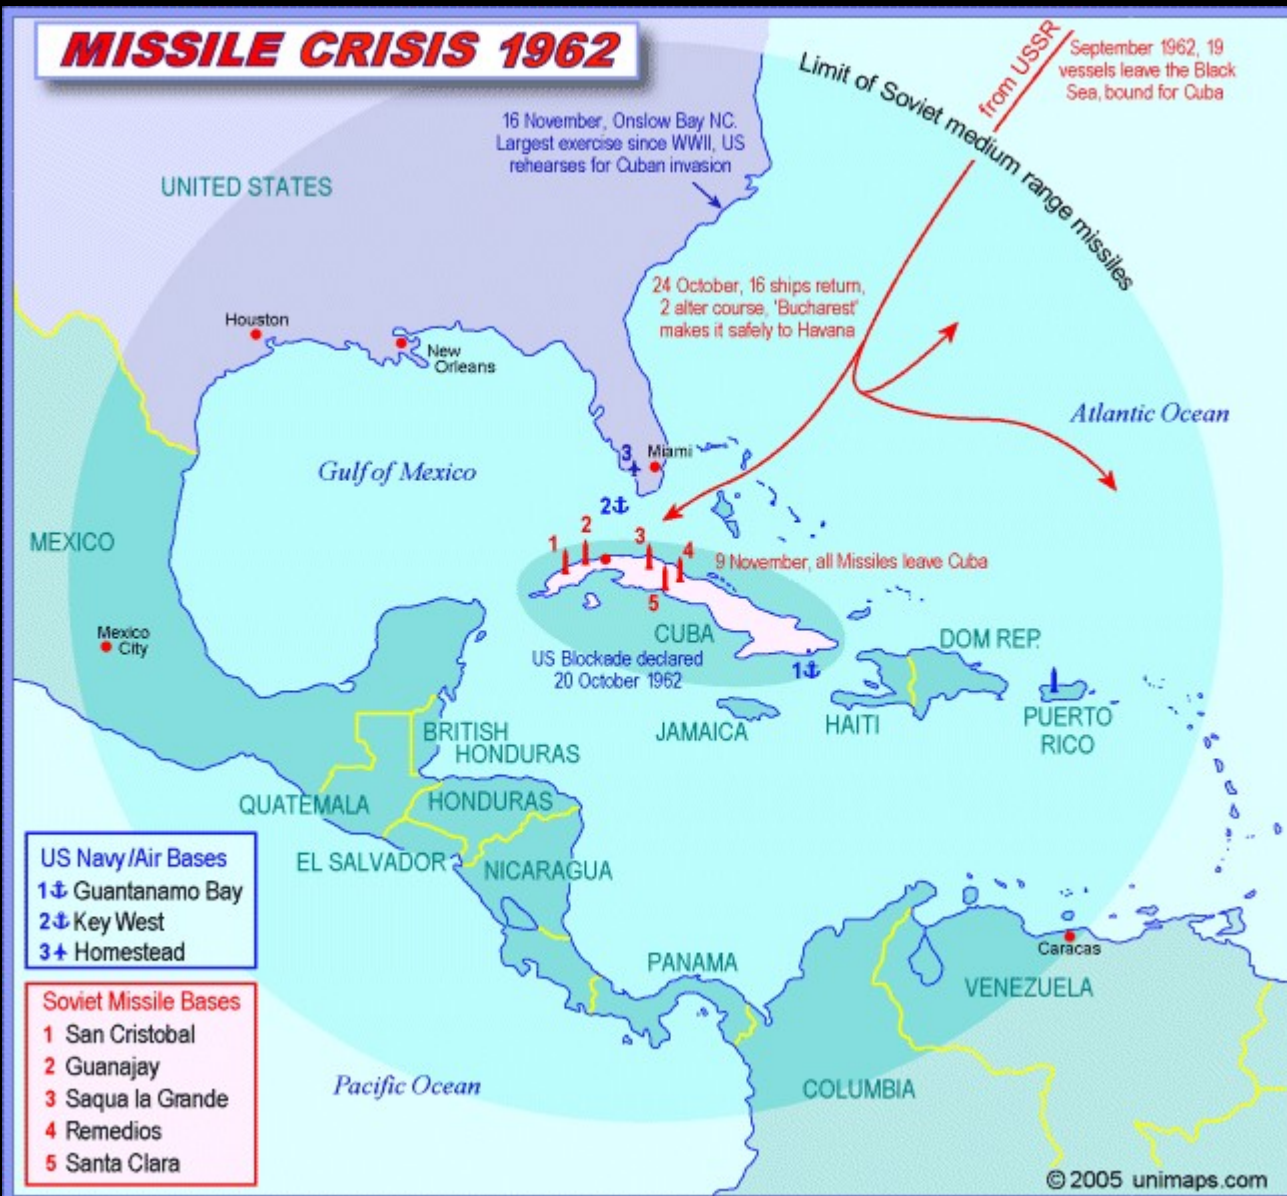 MISSILE CRISIS 1962
from USSR
September 1962, 19
vessels leave the Black
Sea, bound for Cuba
Limit of Soviet medium range missiles
16 November, Onslow Bay NC.
Largest exercise since WWII, US
rehearses for Cuban invasion
UNITED STATES
24 October, 16 ships return,
2 alter course, 'Bucharest'
makes it safely to Havana
Houston
New
Orleans
Atlantic Ocean
Miami
3
Gulf of Mexico
2
MEXICO
1
2
3
4
5
9 November, all Missiles leave Cuba
Mexico
City
CUBA
US Blockade declared
20 October 1962
1
DOM REP.
JAMAICA
HAITI
PUERTO
RICO
BRITISH
HONDURAS
QUATEMALA
HONDURAS
EL SALVADOR
NICARAGUA
PANAMA
Caracas
VENEZUELA
COLUMBIA
Pacific Ocean
US Navy/Air Bases
1 Guantanamo Bay
2 Key West
3 Homestead
Soviet Missile Bases
1 San Cristobal
2 Guanajay
3 Saqua la Grande
4 Remedios
5 Santa Clara
© 2005 unimaps.com